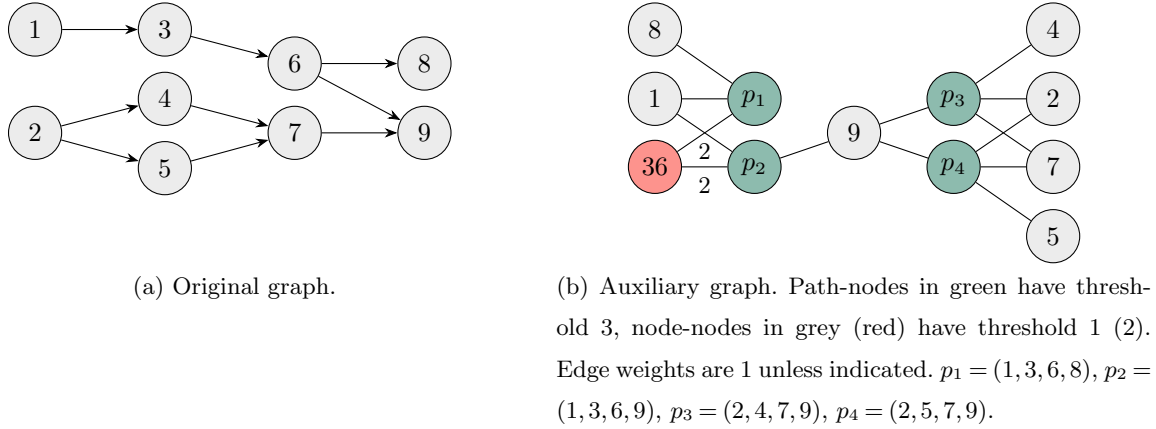 1
3
6
8
2
4
7
9
5
8
1
36
2
2
p1
p2
9
p3
p4
4
2
7
5
(a) Original graph.
(b) Auxiliary graph. Path-nodes in green have thresh-
old 3, node-nodes in grey (red) have threshold 1 (2).
Edge weights are 1 unless indicated. p1 = (1, 3, 6, 8), p2 =
(1, 3, 6, 9), p3 = (2, 4, 7, 9), p4 = (2, 5, 7, 9).